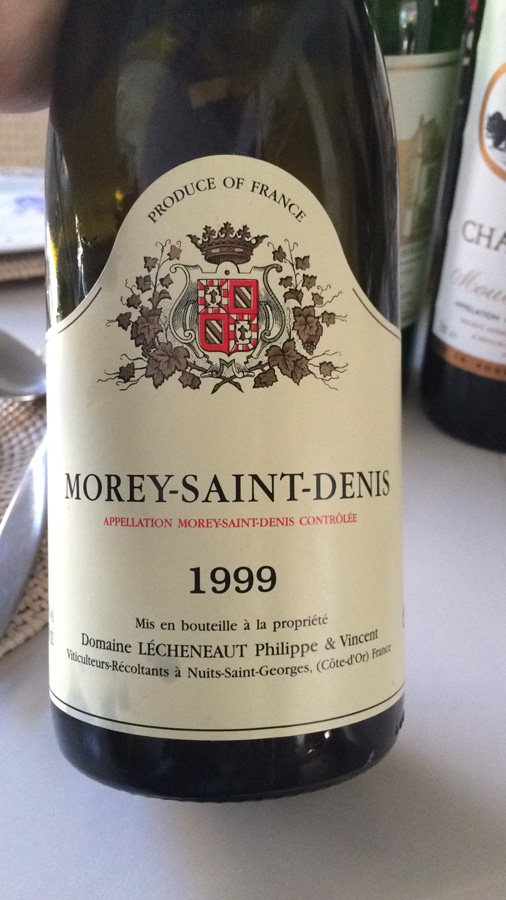 PRODUCE OF FRANCE
MOREY-SAINT-DENIS
APPELLATION MOREY-SAINT-DENIS CONTRÔLÉE
1999
Mis en bouteille à la propriété
Domaine LÉCHENEAUT Philippe & Vincent
Viticulteurs-Récoltants à Nuits-Saint-Georges, (Côte-d'Or) France
CHA